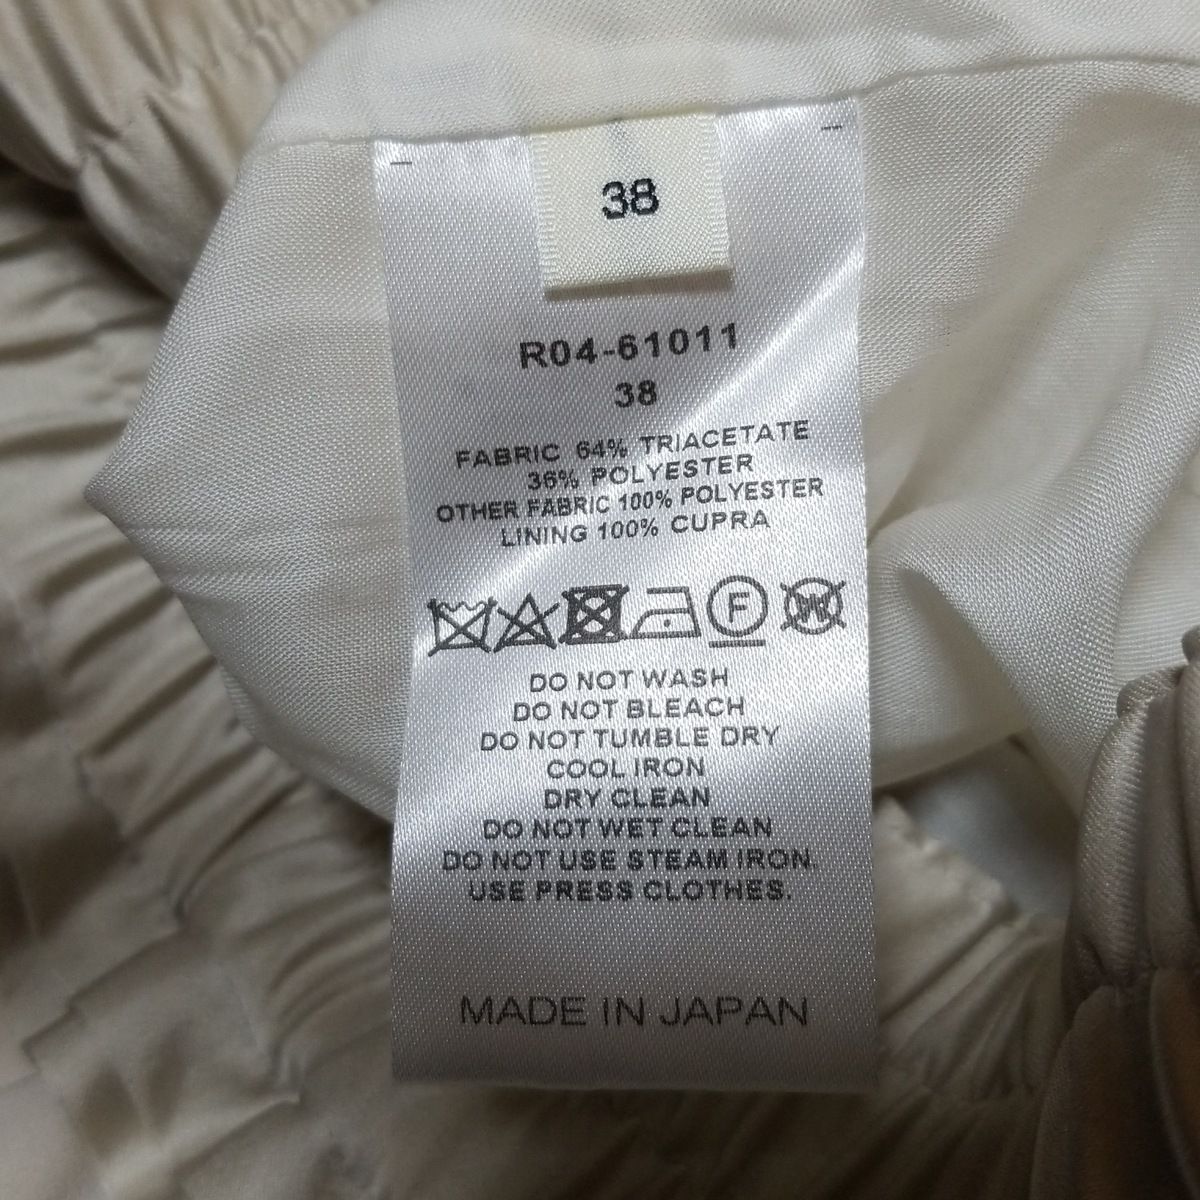 38
R04-61011
38
FABRIC 64% TRIACETATE
36% POLYESTER
OTHER FABRIC 100% POLYESTER
LINING 100% CUPRA
F
W
DO NOT WASH
DO NOT BLEACH
DO NOT TUMBLE DRY
COOL IRON
DRY CLEAN
DO NOT WET CLEAN
DO NOT USE STEAM IRON.
USE PRESS CLOTHES.
MADE IN JAPAN